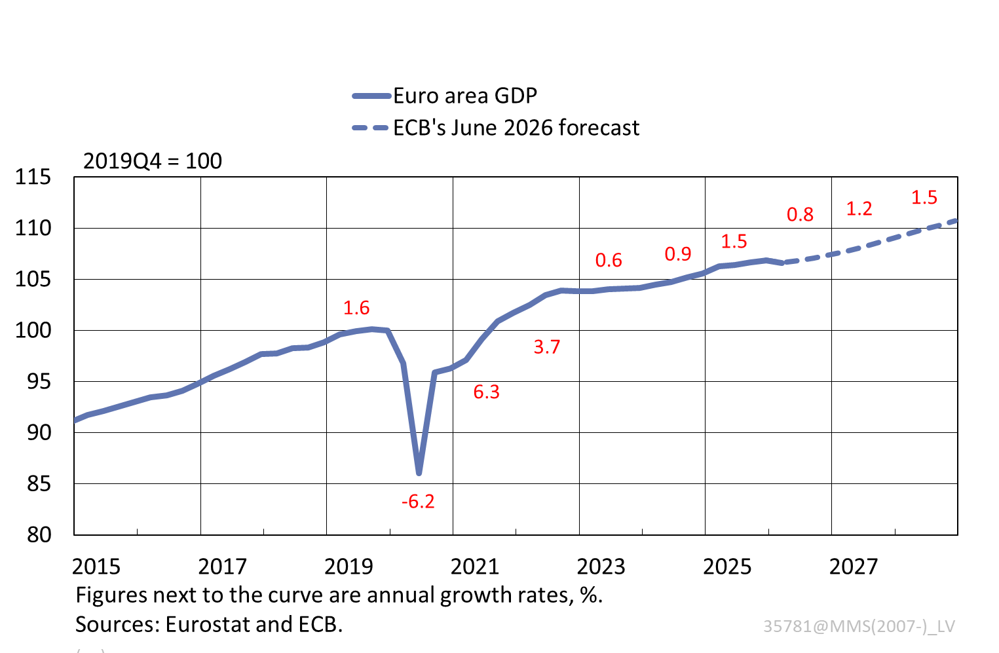 Euro area GDP
ECB's June 2026 forecast
2019Q4 = 100
115
110
105
100
95
90
85
80
1.6
-6.2
6.3
3.7
0.6
0.9
1.5
0.8
1.2
1.5
2015 2017 2019 2021 2023 2025 2027
Figures next to the curve are annual growth rates, %.
Sources: Eurostat and ECB.
35781@MMS(2007-)_LV